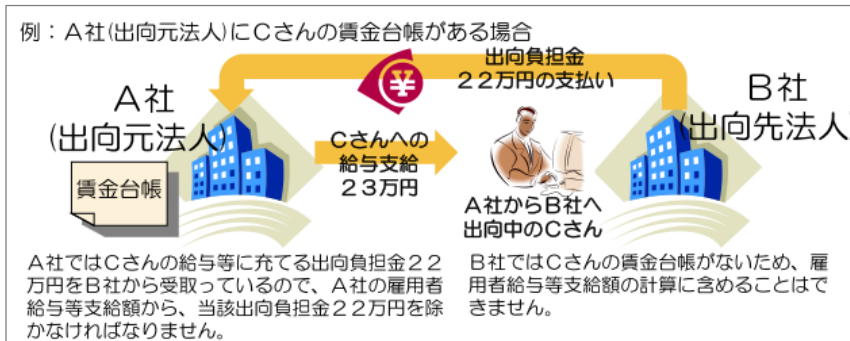 例：Ａ社(出向元法人)にＣさんの賃金台帳がある場合
出向負担金
２２万円の支払い
Ａ社
(出向元法人)
¥
Ｂ社
(出向先法人)
Ｃさんへの
給与支給
２３万円
賃金台帳
Ａ社からＢ社へ
出向中のＣさん
Ａ社ではＣさんの給与等に充てる出向負担金２２
万円をＢ社から受取っているので、Ａ社の雇用者
給与等支給額から、当該出向負担金２２万円を除
かなければなりません。
Ｂ社ではＣさんの賃金台帳がないため、雇
用者給与等支給額の計算に含めることはで
きません。